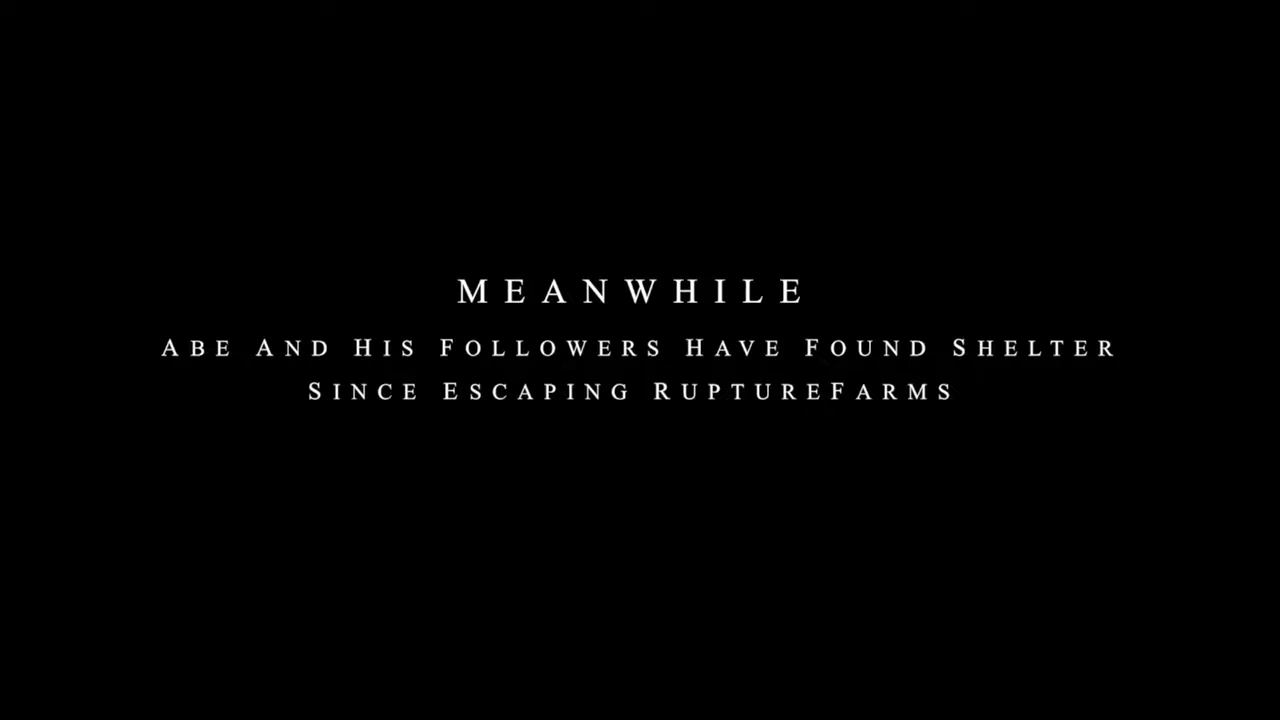 MEANWHILE
ABE AND HIS FOLLOWERS HAVE FOUND SHELTER
SINCE ESCAPING RUPTUREFARMS